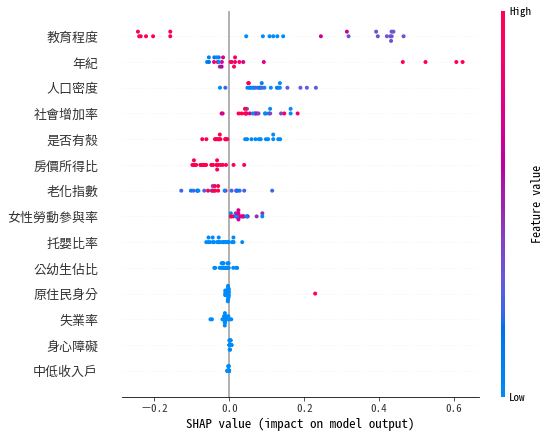 教育程度
年紀
人口密度
社會增加率
是否有殼
房價所得比
老化指數
女性勞動參與率
托嬰比率
公幼生佔比
原住民身分
失業率
身心障礙
中低收入戶
−0.2 0.0 0.2 0.4 0.6
SHAP value (impact on model output)
High
Feature value
Low